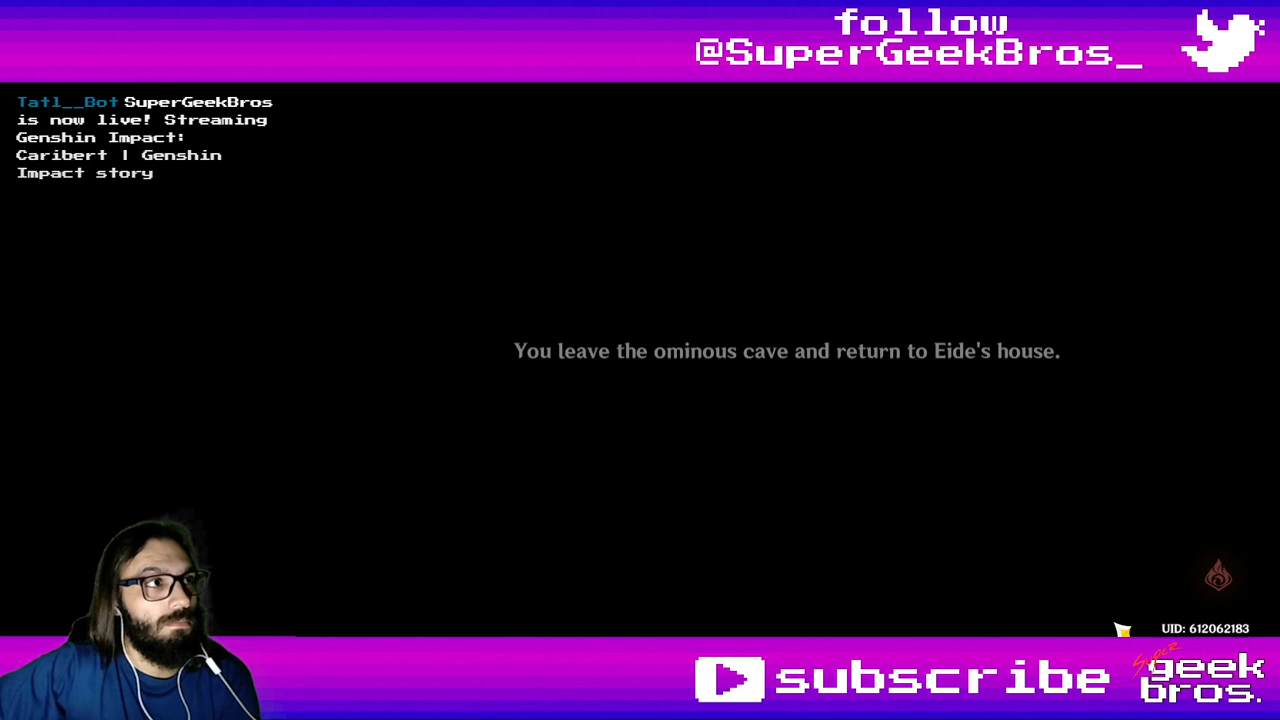 follow
@SuperGeekBros_
Tatl__Bot SuperGeekBros
is now live! Streaming
Genshin Impact:
Caribert | Genshin
Impact story
You leave the ominous cave and return to Eide's house.
UID: 612062183
subscribe
super
geek
bros.